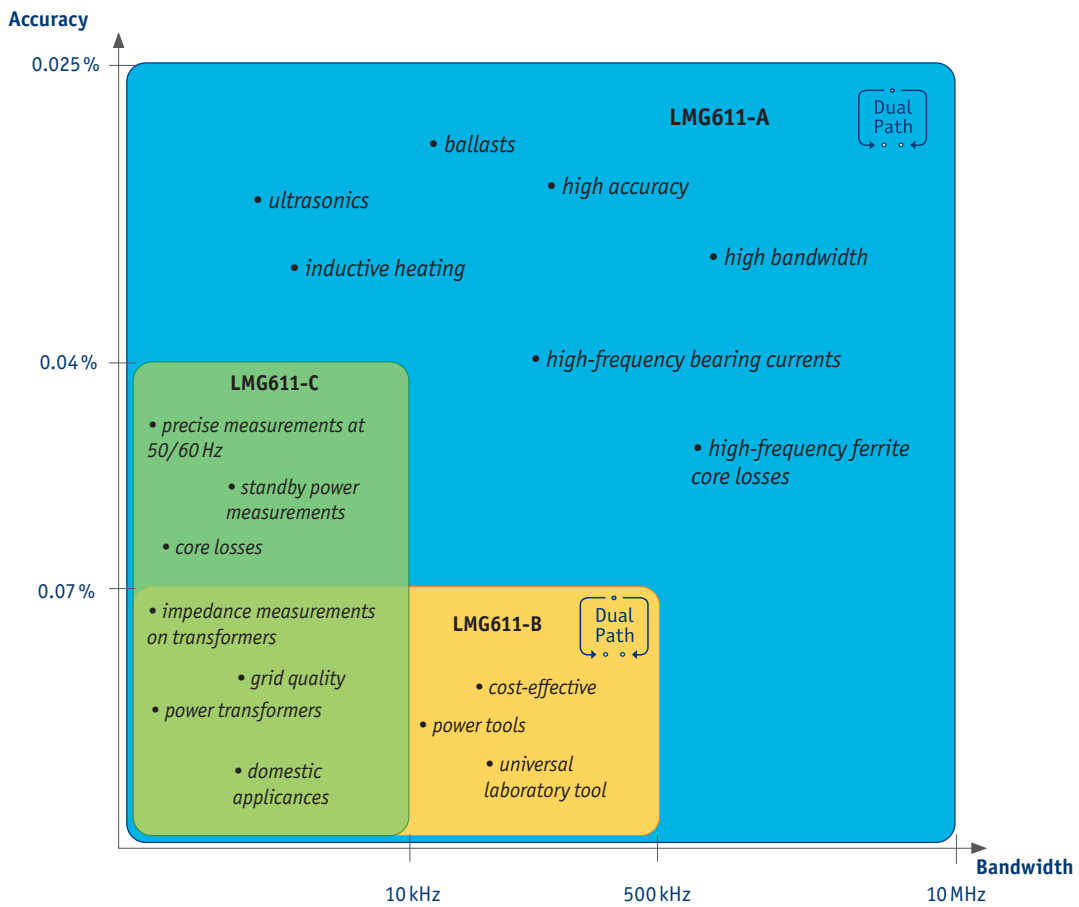 Accuracy
0.025 %
LMG611-A
Dual
Path
• ballasts
• high accuracy
• ultrasonics
• high bandwidth
• inductive heating
0.04 %
• high-frequency bearing currents
LMG611-C
• precise measurements at
50/60 Hz
• high-frequency ferrite
core losses
• standby power
measurements
• core losses
0.07 %
• impedance measurements
on transformers
LMG611-B
Dual
Path
• grid quality
• power transformers
• cost-effective
• power tools
• domestic
applicances
• universal
laboratory tool
Bandwidth
10 kHz
500 kHz
10 MHz